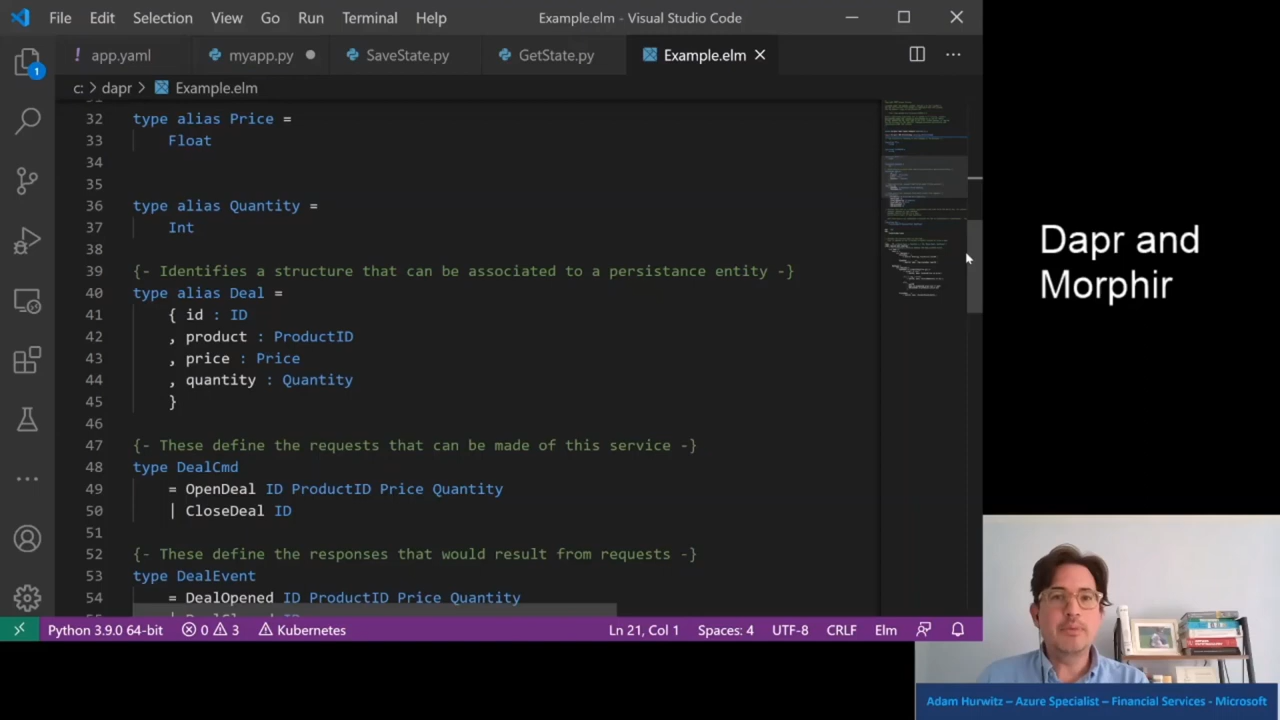 File Edit Selection View Go Run Terminal Help Example.elm - Visual Studio Code
! app.yaml myapp.py SaveState.py GetState.py Example.elm
1
c: > dapr > Example.elm
32 type alias Price =
33 Float
34
35
36 type alias Quantity =
37 Int
38
39 {- Identifies a structure that can be associated to a persistance entity -}
40 type alias Deal =
41 { id : ID
42 , product : ProductID
43 , price : Price
44 , quantity : Quantity
45 }
46
47 {- These define the requests that can be made of this service -}
48 type DealCmd
49 = OpenDeal ID ProductID Price Quantity
50 | CloseDeal ID
51
52 {- These define the responses that would result from requests -}
53 type DealEvent
54 = DealOpened ID ProductID Price Quantity
Python 3.9.0 64-bit 0 3 Kubernetes Ln 21, Col 1 Spaces: 4 UTF-8 CRLF Elm
Dapr and
Morphir
Adam Hurwitz – Azure Specialist – Financial Services - Microsoft